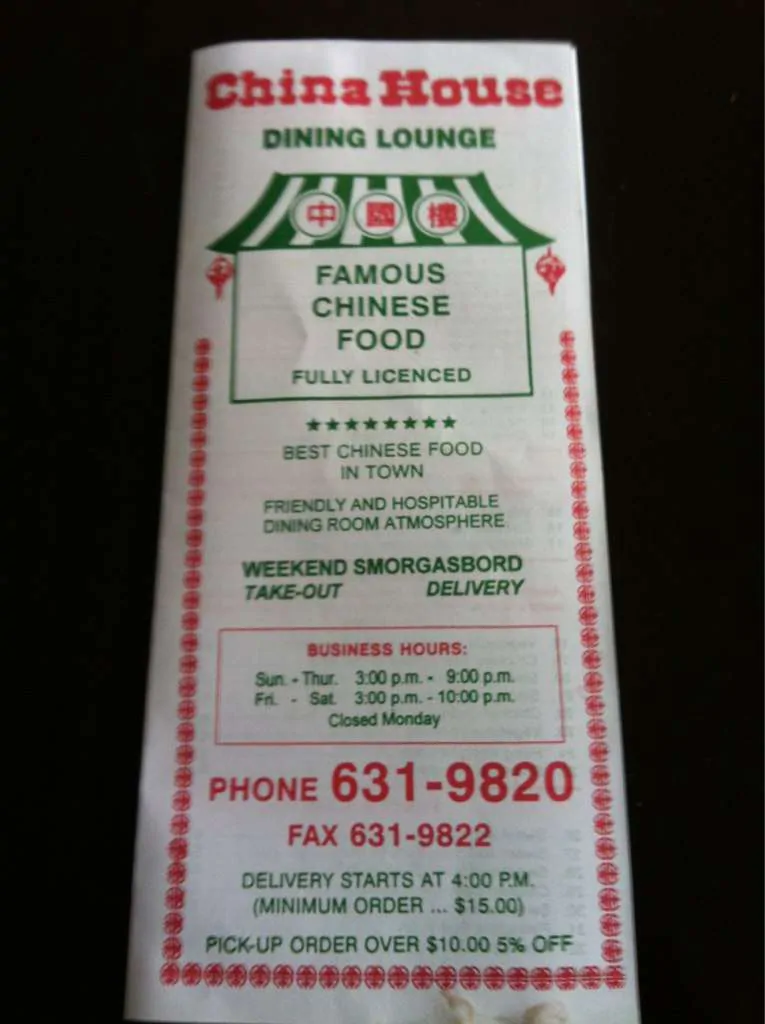 China House
DINING LOUNGE
中國樓
FAMOUS
CHINESE
FOOD
FULLY LICENCED
★★★★★★★★
BEST CHINESE FOOD
IN TOWN
FRIENDLY AND HOSPITABLE
DINING ROOM ATMOSPHERE
WEEKEND SMORGASBORD
TAKE-OUT DELIVERY
BUSINESS HOURS:
Sun. - Thur. 3:00 p.m. - 9:00 p.m.
Fri. - Sat. 3:00 p.m. - 10:00 p.m.
Closed Monday
PHONE 631-9820
FAX 631-9822
DELIVERY STARTS AT 4:00 P.M.
(MINIMUM ORDER ... $15.00)
PICK-UP ORDER OVER $10.00 5% OFF